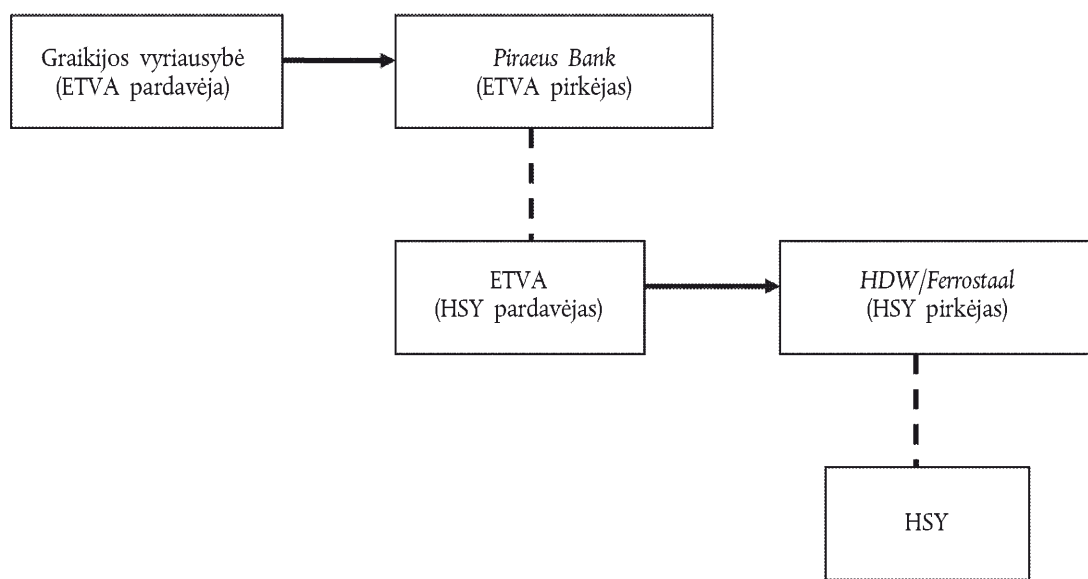 Graikijos vyriausybė
(ETVA pardavėja)
Piraeus Bank
(ETVA pirkėjas)
ETVA
(HSY pardavėjas)
HDW/Ferrostaal
(HSY pirkėjas)
HSY